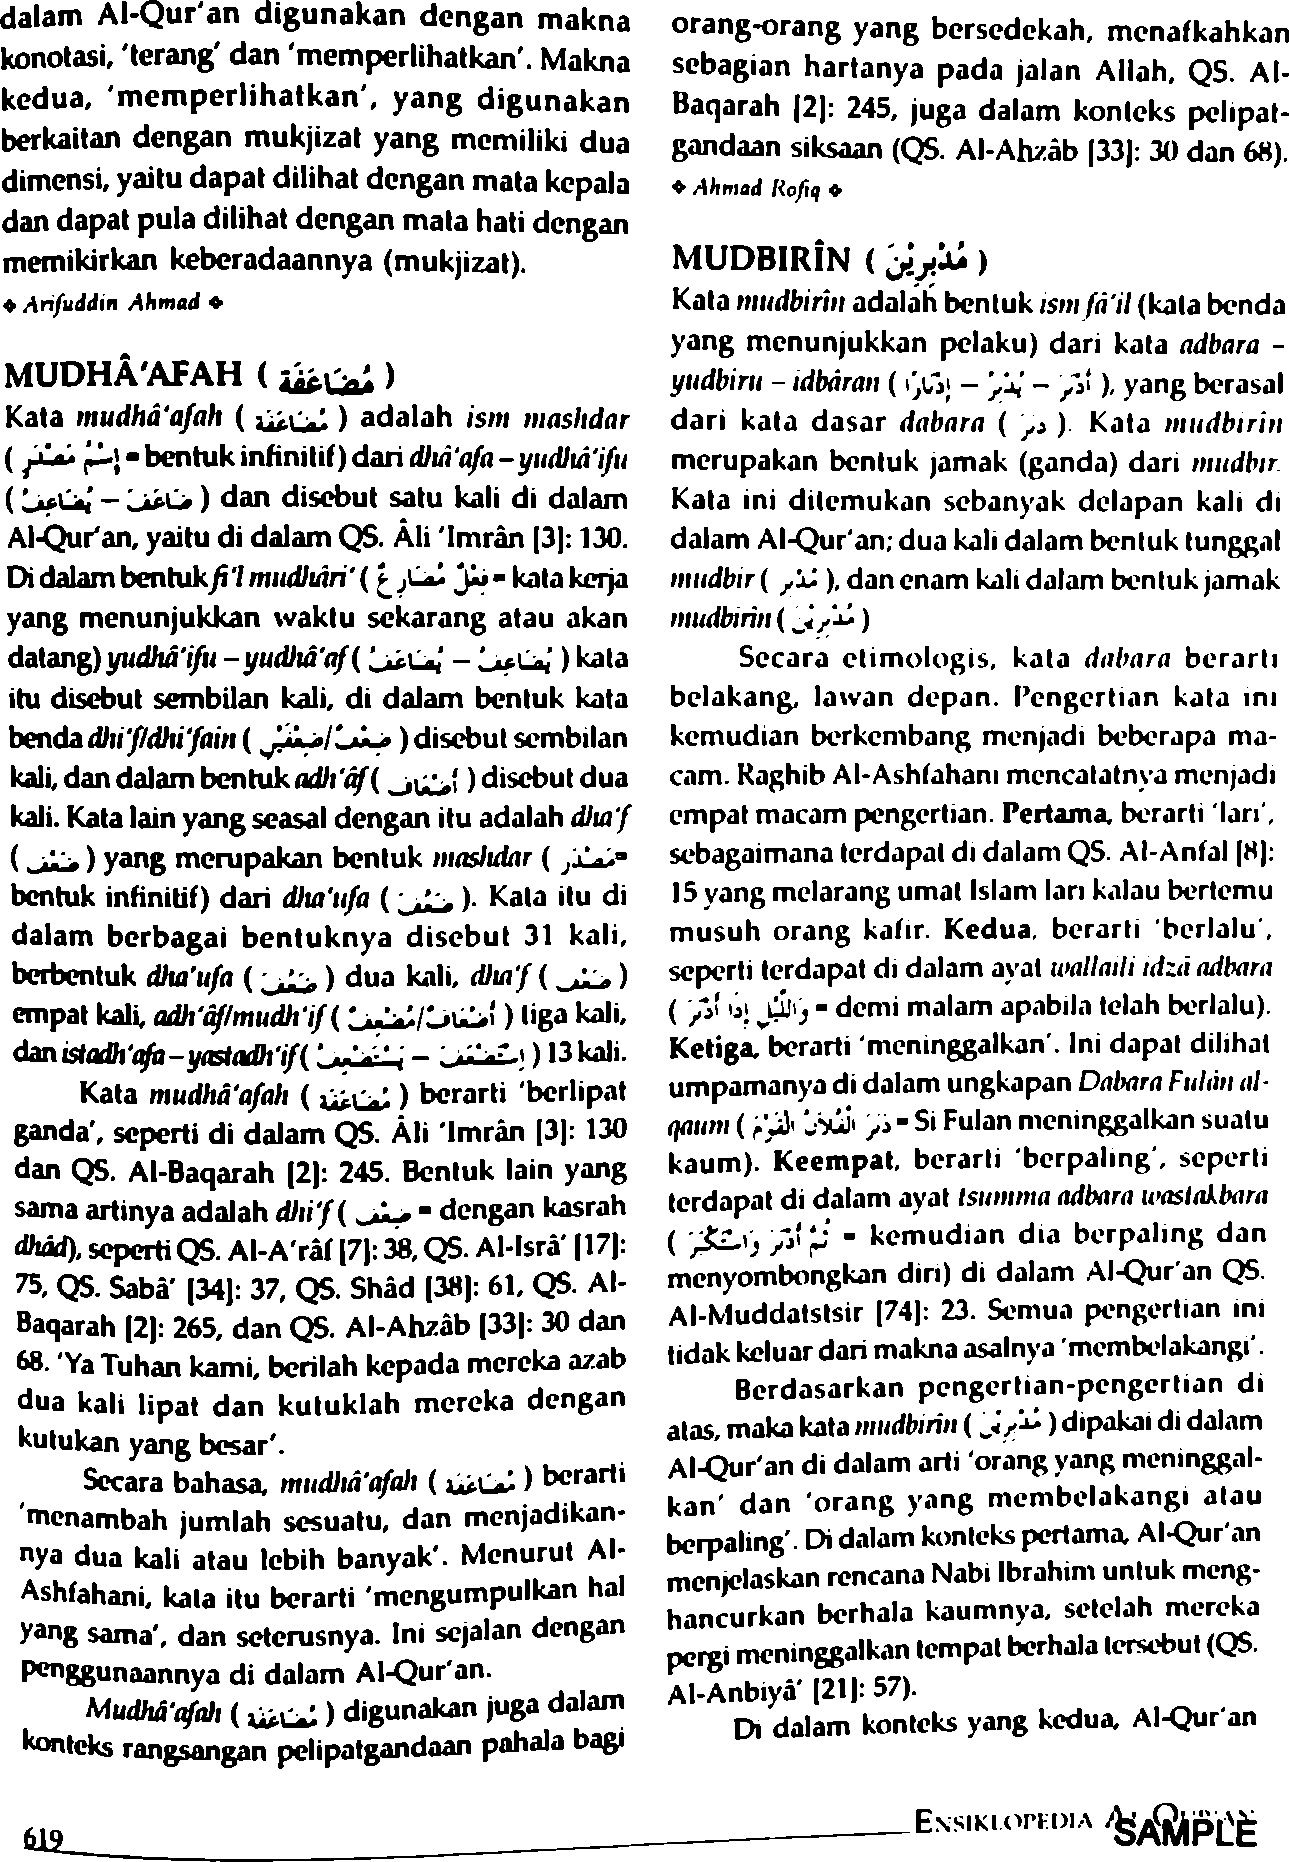 dalam Al-Qur'an digunakan dengan makna
konotasi, 'terang' dan 'memperlihatkan'. Makna
kedua, 'memperlihatkan', yang digunakan
berkaitan dengan mukjizat yang memiliki dua
dimensi, yaitu dapat dilihat dengan mata kepala
dan dapat pula dilihat dengan mata hati dengan
memikirkan keberadaannya (mukjizat).
◆ Arifuddin Ahmad ◆
MUDHÂ'AFAH ( مُضَاعَفَة )
Kata mudhâ'afah ( مُضَاعَفَة ) adalah ism mashdar
( اِسْمُ مَصْدَر = bentuk infinitif) dari dhâ'afa – yudhâ'ifu
( ضَاعَفَ – يُضَاعِفُ ) dan disebut satu kali di dalam
Al-Qur'an, yaitu di dalam QS. Âli 'Imrân [3]: 130.
Di dalam bentuk fi'l mudhâri' ( فِعْل مُضَارِع = kata kerja
yang menunjukkan waktu sekarang atau akan
datang) yudhâ'ifu – yudhâ'af ( يُضَاعِفُ – يُضَاعَفُ ) kata
itu disebut sembilan kali, di dalam bentuk kata
benda dhi'f/dhi'fain ( ضِعْف/ضِعْفَيْنِ ) disebut sembilan
kali, dan dalam bentuk adh'âf ( أَضْعَاف ) disebut dua
kali. Kata lain yang seasal dengan itu adalah dha'f
( ضَعْف ) yang merupakan bentuk mashdar ( مَصْدَر =
bentuk infinitif) dari dha'ufa ( ضَعُفَ ). Kata itu di
dalam berbagai bentuknya disebut 31 kali,
berbentuk dha'ufa ( ضَعُفَ ) dua kali, dha'f ( ضَعْف )
empat kali, adh'âf/mudh'if ( أَضْعَاف/مُضْعِف ) tiga kali,
dan istadh'afa – yastadh'if ( اِسْتَضْعَفَ – يَسْتَضْعِفُ ) 13 kali.
Kata mudhâ'afah ( مُضَاعَفَة ) berarti 'berlipat
ganda', seperti di dalam QS. Âli 'Imrân [3]: 130
dan QS. Al-Baqarah [2]: 245. Bentuk lain yang
sama artinya adalah dhi'f ( ضِعْف = dengan kasrah
dhâd), seperti QS. Al-A'râf [7]: 38, QS. Al-Isrâ' [17]:
75, QS. Sabâ' [34]: 37, QS. Shâd [38]: 61, QS. Al-
Baqarah [2]: 265, dan QS. Al-Ahzâb [33]: 30 dan
68. 'Ya Tuhan kami, berilah kepada mereka azab
dua kali lipat dan kutuklah mereka dengan
kutukan yang besar'.
Secara bahasa, mudhâ'afah ( مُضَاعَفَة ) berarti
'menambah jumlah sesuatu, dan menjadikan-
nya dua kali atau lebih banyak'. Menurut Al-
Ashfahani, kata itu berarti 'mengumpulkan hal
yang sama', dan seterusnya. Ini sejalan dengan
penggunaannya di dalam Al-Qur'an.
Mudhâ'afah ( مُضَاعَفَة ) digunakan juga dalam
konteks rangsangan pelipatgandaan pahala bagi
orang-orang yang bersedekah, menafkahkan
sebagian hartanya pada jalan Allah, QS. Al-
Baqarah [2]: 245, juga dalam konteks pelipat-
gandaan siksaan (QS. Al-Ahzâb [33]: 30 dan 68).
◆ Ahmad Rofiq ◆
MUDBIRÎN ( مُدْبِرِيْنَ )
Kata mudbirîn adalah bentuk ism fâ'il (kata benda
yang menunjukkan pelaku) dari kata adbara –
yudbiru – idbâran ( أَدْبَرَ – يُدْبِرُ – إِدْبَارًا ), yang berasal
dari kata dasar dabara ( دَبَرَ ). Kata mudbirîn
merupakan bentuk jamak (ganda) dari mudbir.
Kata ini ditemukan sebanyak delapan kali di
dalam Al-Qur'an; dua kali dalam bentuk tunggal
mudbir ( مُدْبِر ), dan enam kali dalam bentuk jamak
mudbirîn ( مُدْبِرِيْنَ )
Secara etimologis, kata dabara berarti
belakang, lawan depan. Pengertian kata ini
kemudian berkembang menjadi beberapa ma-
cam. Raghib Al-Ashfahani mencatatnya menjadi
empat macam pengertian. Pertama, berarti 'lari',
sebagaimana terdapat di dalam QS. Al-Anfal [8]:
15 yang melarang umat Islam lari kalau bertemu
musuh orang kafir. Kedua, berarti 'berlalu',
seperti terdapat di dalam ayat wallaili idzâ adbara
( وَالَّيْلِ إِذَا أَدْبَرَ = demi malam apabila telah berlalu).
Ketiga, berarti 'meninggalkan'. Ini dapat dilihat
umpamanya di dalam ungkapan Dabara Fulân al-
qaum ( دَبَرَ الْفُلَانُ الْقَوْمَ = Si Fulan meninggalkan suatu
kaum). Keempat, berarti 'berpaling', seperti
terdapat di dalam ayat tsumma adbara wastakbara
( ثُمَّ أَدْبَرَ وَاسْتَكْبَرَ = kemudian dia berpaling dan
menyombongkan diri) di dalam Al-Qur'an QS.
Al-Muddatstsir [74]: 23. Semua pengertian ini
tidak keluar dari makna asalnya 'membelakangi'.
Berdasarkan pengertian-pengertian di
atas, maka kata mudbirîn ( مُدْبِرِيْنَ ) dipakai di dalam
Al-Qur'an di dalam arti 'orang yang meninggal-
kan' dan 'orang yang membelakangi atau
berpaling'. Di dalam konteks pertama, Al-Qur'an
menjelaskan rencana Nabi Ibrahim untuk meng-
hancurkan berhala kaumnya, setelah mereka
pergi meninggalkan tempat berhala tersebut (QS.
Al-Anbiyâ' [21]: 57).
Di dalam konteks yang kedua, Al-Qur'an
619
ENSIKLOPEDIA AL-QUR'AN
SAMPLE